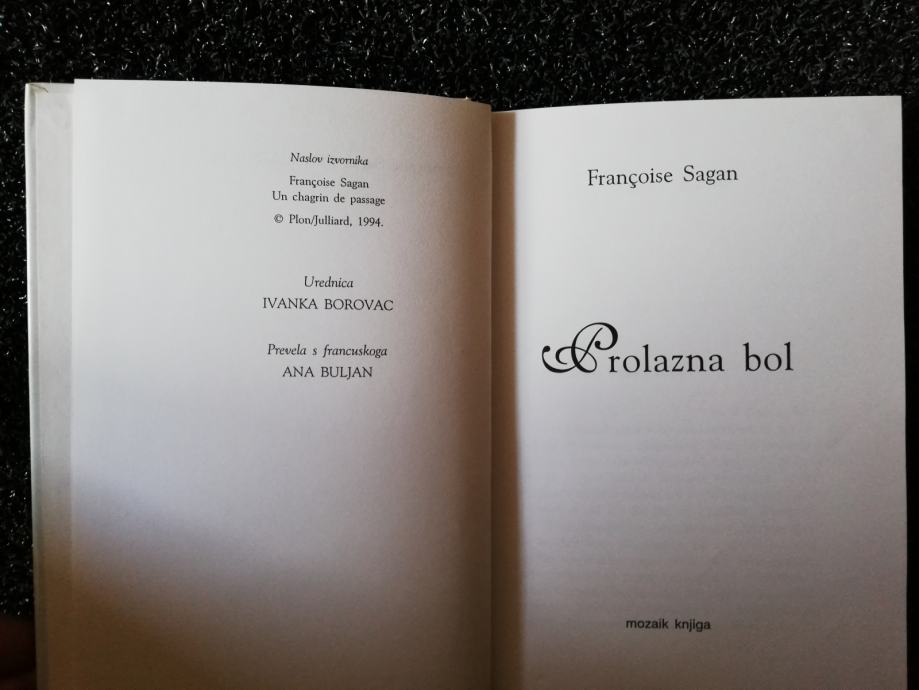 Naslov izvornika
Françoise Sagan
Un chagrin de passage
© Plon/Julliard, 1994.
Urednica
IVANKA BOROVAC
Prevela s francuskoga
ANA BULJAN
Françoise Sagan
Prolazna bol
mozaik knjiga